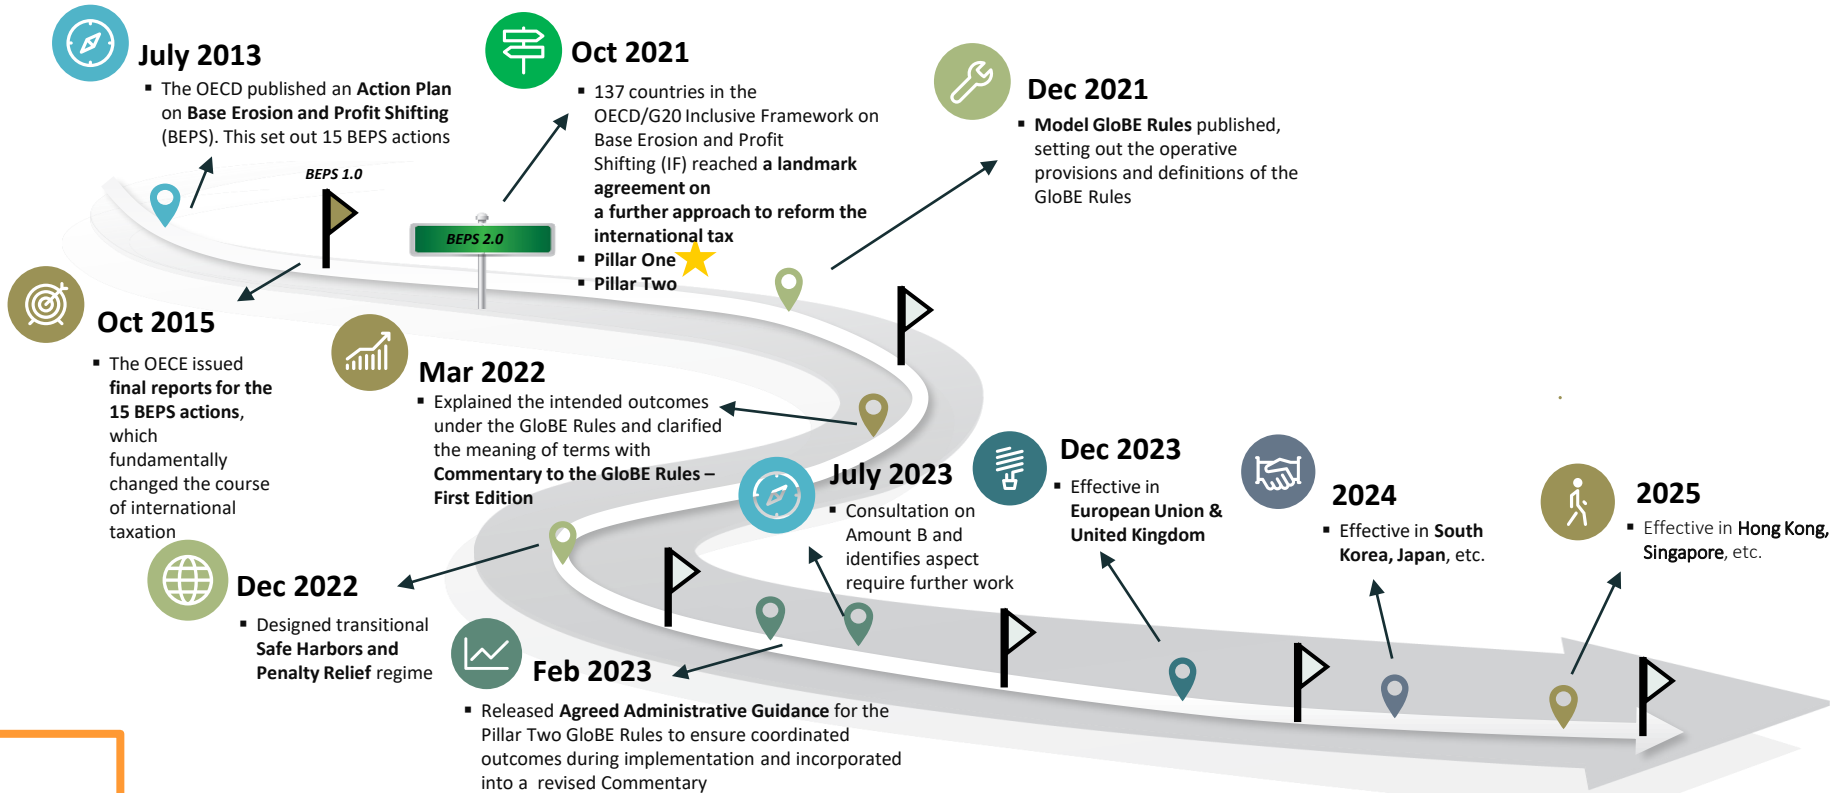 July 2013
▪ The OECD published an Action Plan
on Base Erosion and Profit Shifting
(BEPS). This set out 15 BEPS actions
BEPS 1.0
Oct 2015
▪ The OECE issued
final reports for the
15 BEPS actions,
which
fundamentally
changed the course
of international
taxation
BEPS 2.0
Oct 2021
▪ 137 countries in the
OECD/G20 Inclusive Framework on
Base Erosion and Profit
Shifting (IF) reached a landmark
agreement on
a further approach to reform the
international tax
▪ Pillar One
▪ Pillar Two
Dec 2021
▪ Model GloBE Rules published,
setting out the operative
provisions and definitions of the
GloBE Rules
Mar 2022
▪ Explained the intended outcomes
under the GloBE Rules and clarified
the meaning of terms with
Commentary to the GloBE Rules –
First Edition
Dec 2022
▪ Designed transitional
Safe Harbors and
Penalty Relief regime
Feb 2023
▪ Released Agreed Administrative Guidance for the
Pillar Two GloBE Rules to ensure coordinated
outcomes during implementation and incorporated
into a revised Commentary
July 2023
▪ Consultation on
Amount B and
identifies aspect
require further work
Dec 2023
▪ Effective in
European Union &
United Kingdom
2024
▪ Effective in South
Korea, Japan, etc.
2025
▪ Effective in Hong Kong,
Singapore, etc.